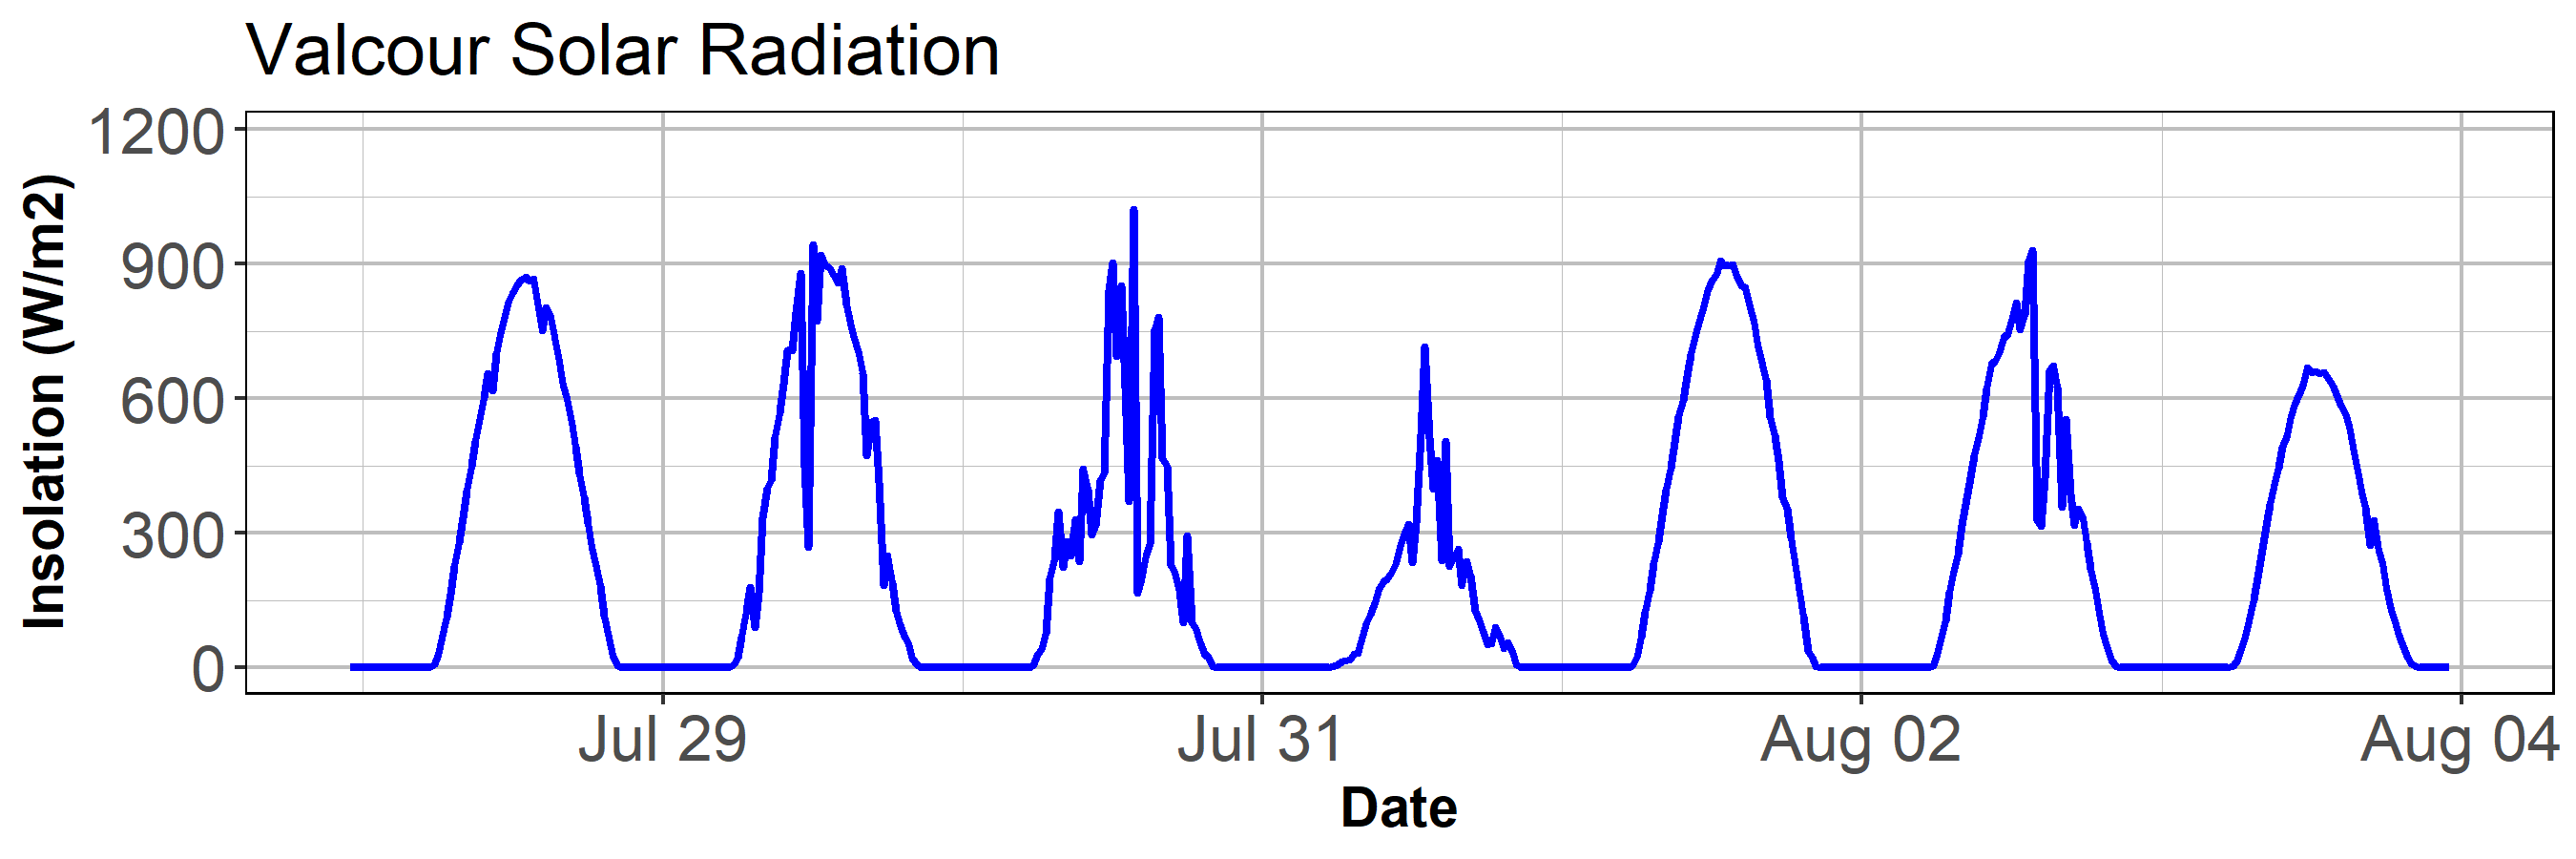 Valcour Solar Radiation
1200
900
600
300
0
Insolation (W/m2)
Jul 29 Jul 31 Aug 02 Aug 04
Date